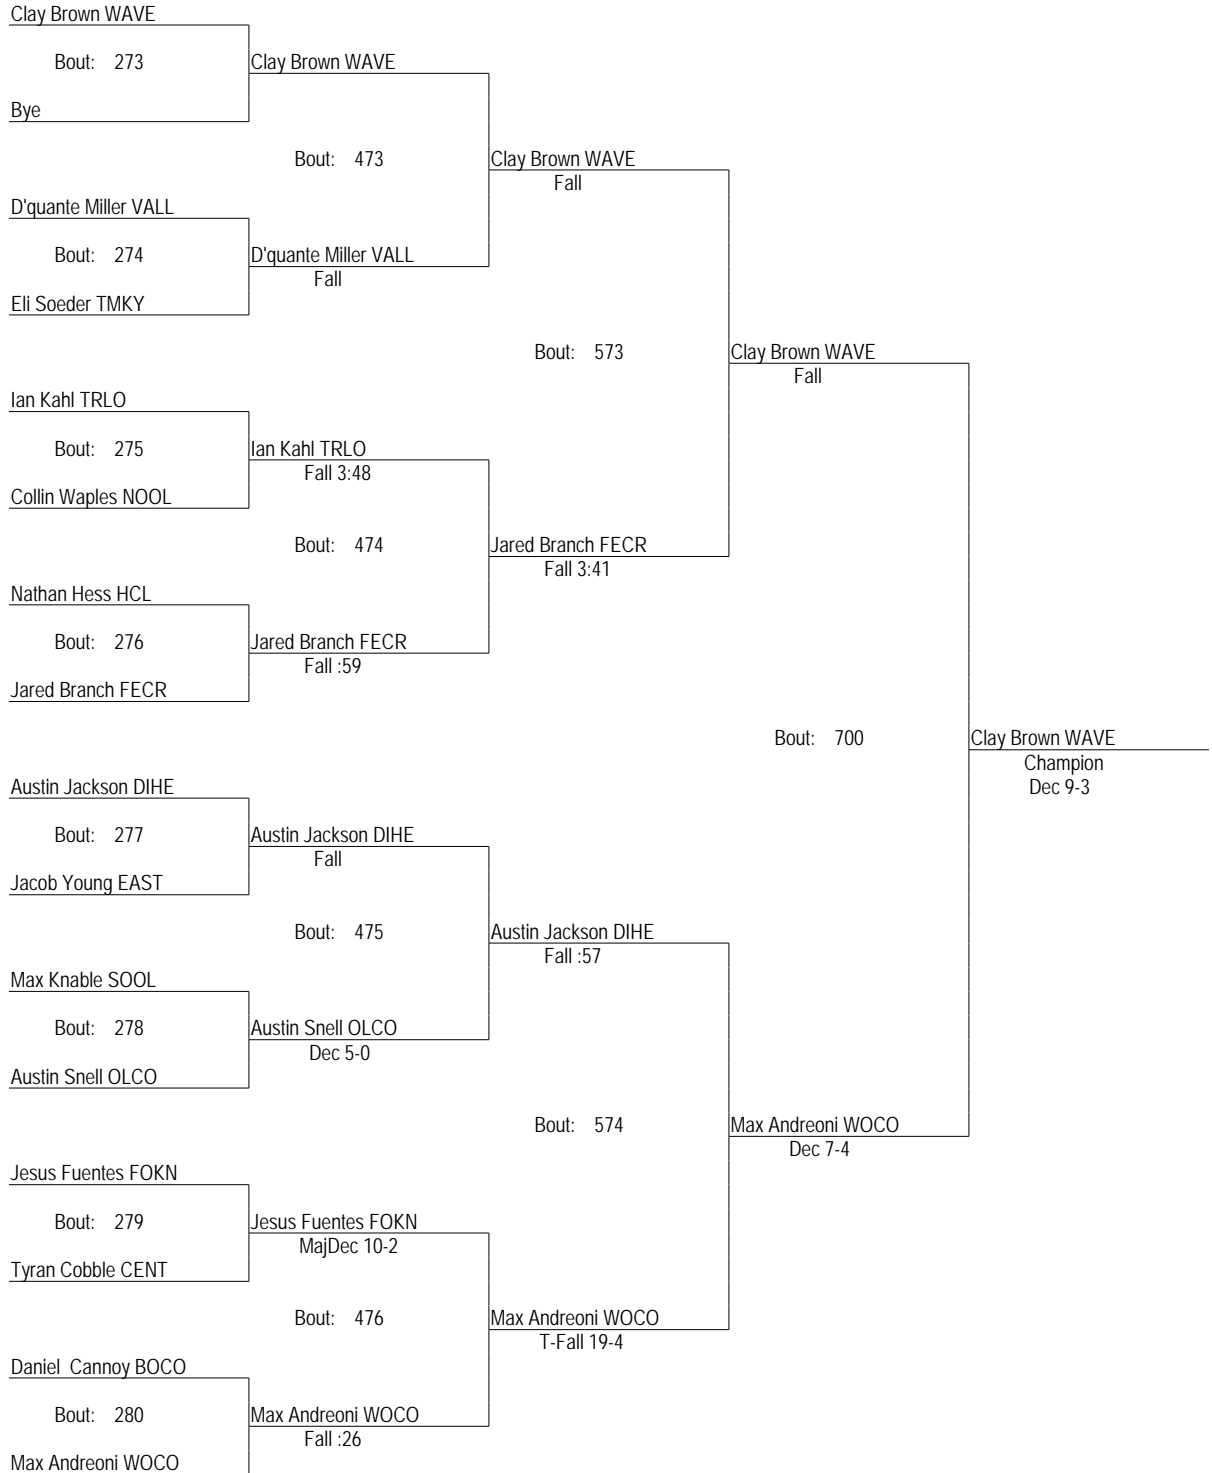 Clay Brown WAVE
Bout: 273 Clay Brown WAVE
Bye
Bout: 473 Clay Brown WAVE
Fall
D'quante Miller VALL
Bout: 274 D'quante Miller VALL
Fall
Eli Soeder TMKY
Bout: 573 Clay Brown WAVE
Fall
Ian Kahl TRLO
Bout: 275 Ian Kahl TRLO
Fall 3:48
Collin Waples NOOL
Bout: 474 Jared Branch FECR
Fall 3:41
Nathan Hess HCL
Bout: 276 Jared Branch FECR
Fall :59
Jared Branch FECR
Bout: 700 Clay Brown WAVE
Champion
Dec 9-3
Austin Jackson DIHE
Bout: 277 Austin Jackson DIHE
Fall
Jacob Young EAST
Bout: 475 Austin Jackson DIHE
Fall :57
Max Knable SOOL
Bout: 278 Austin Snell OLCO
Dec 5-0
Austin Snell OLCO
Bout: 574 Max Andreoni WOCO
Dec 7-4
Jesus Fuentes FOKN
Bout: 279 Jesus Fuentes FOKN
MajDec 10-2
Tyran Cobble CENT
Bout: 476 Max Andreoni WOCO
T-Fall 19-4
Daniel Cannoy BOCO
Bout: 280 Max Andreoni WOCO
Fall :26
Max Andreoni WOCO